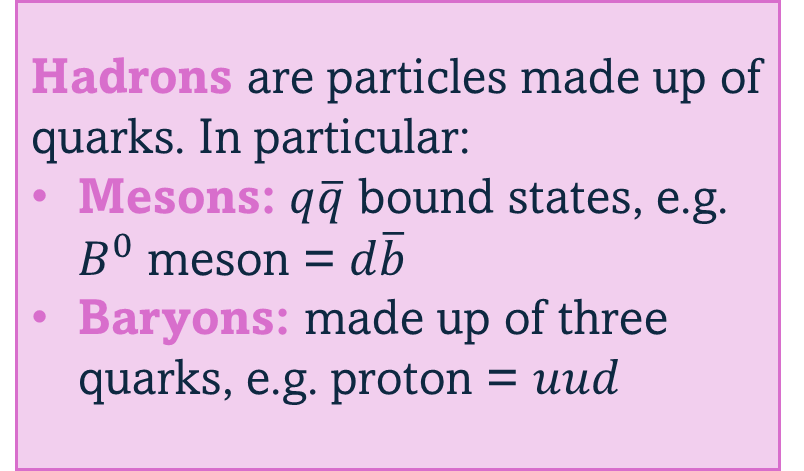 Hadrons are particles made up of
quarks. In particular:
• Mesons: qq̄ bound states, e.g.
B⁰ meson = db̄
• Baryons: made up of three
quarks, e.g. proton = uud